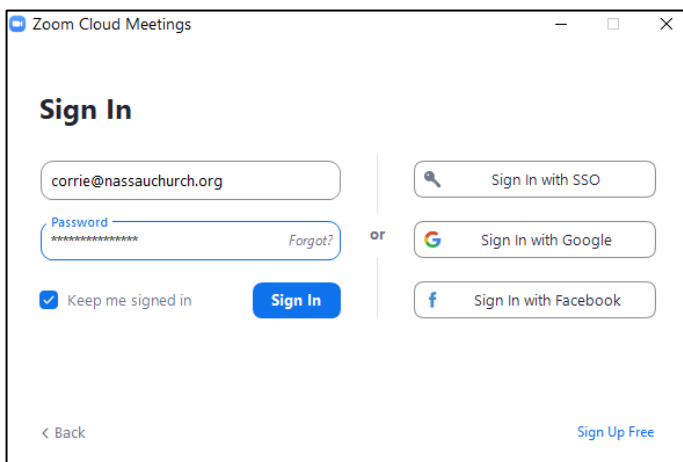 Zoom Cloud Meetings
Sign In
corrie@nassauchurch.org
Password
*************** Forgot?
Keep me signed in
Sign In
or
Sign In with SSO
Sign In with Google
Sign In with Facebook
< Back
Sign Up Free